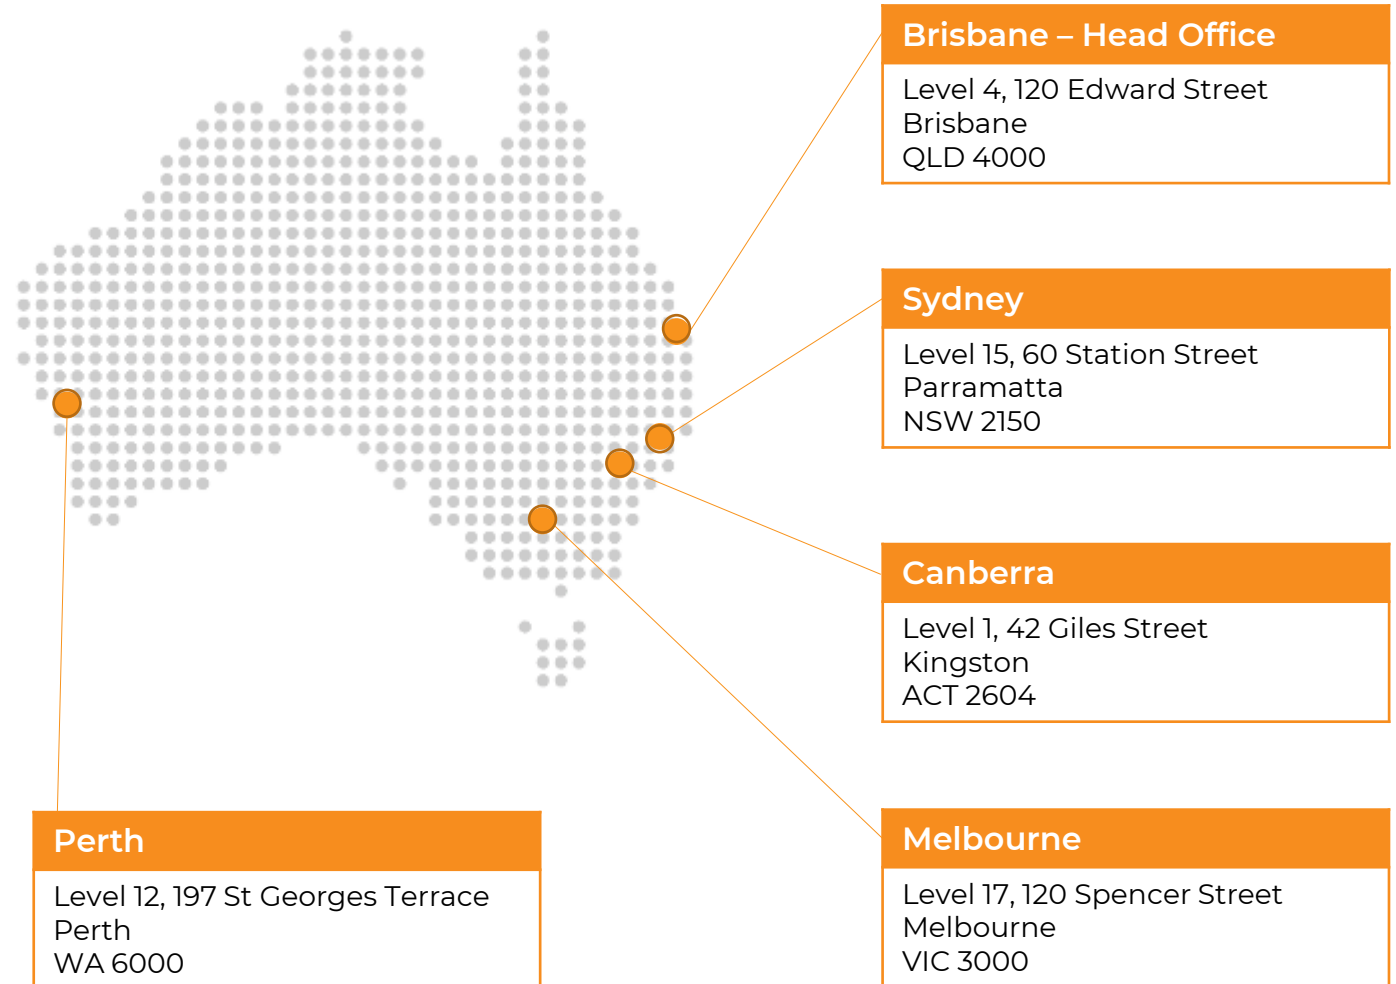 Brisbane – Head Office
Level 4, 120 Edward Street
Brisbane
QLD 4000
Sydney
Level 15, 60 Station Street
Parramatta
NSW 2150
Canberra
Level 1, 42 Giles Street
Kingston
ACT 2604
Melbourne
Level 17, 120 Spencer Street
Melbourne
VIC 3000
Perth
Level 12, 197 St Georges Terrace
Perth
WA 6000